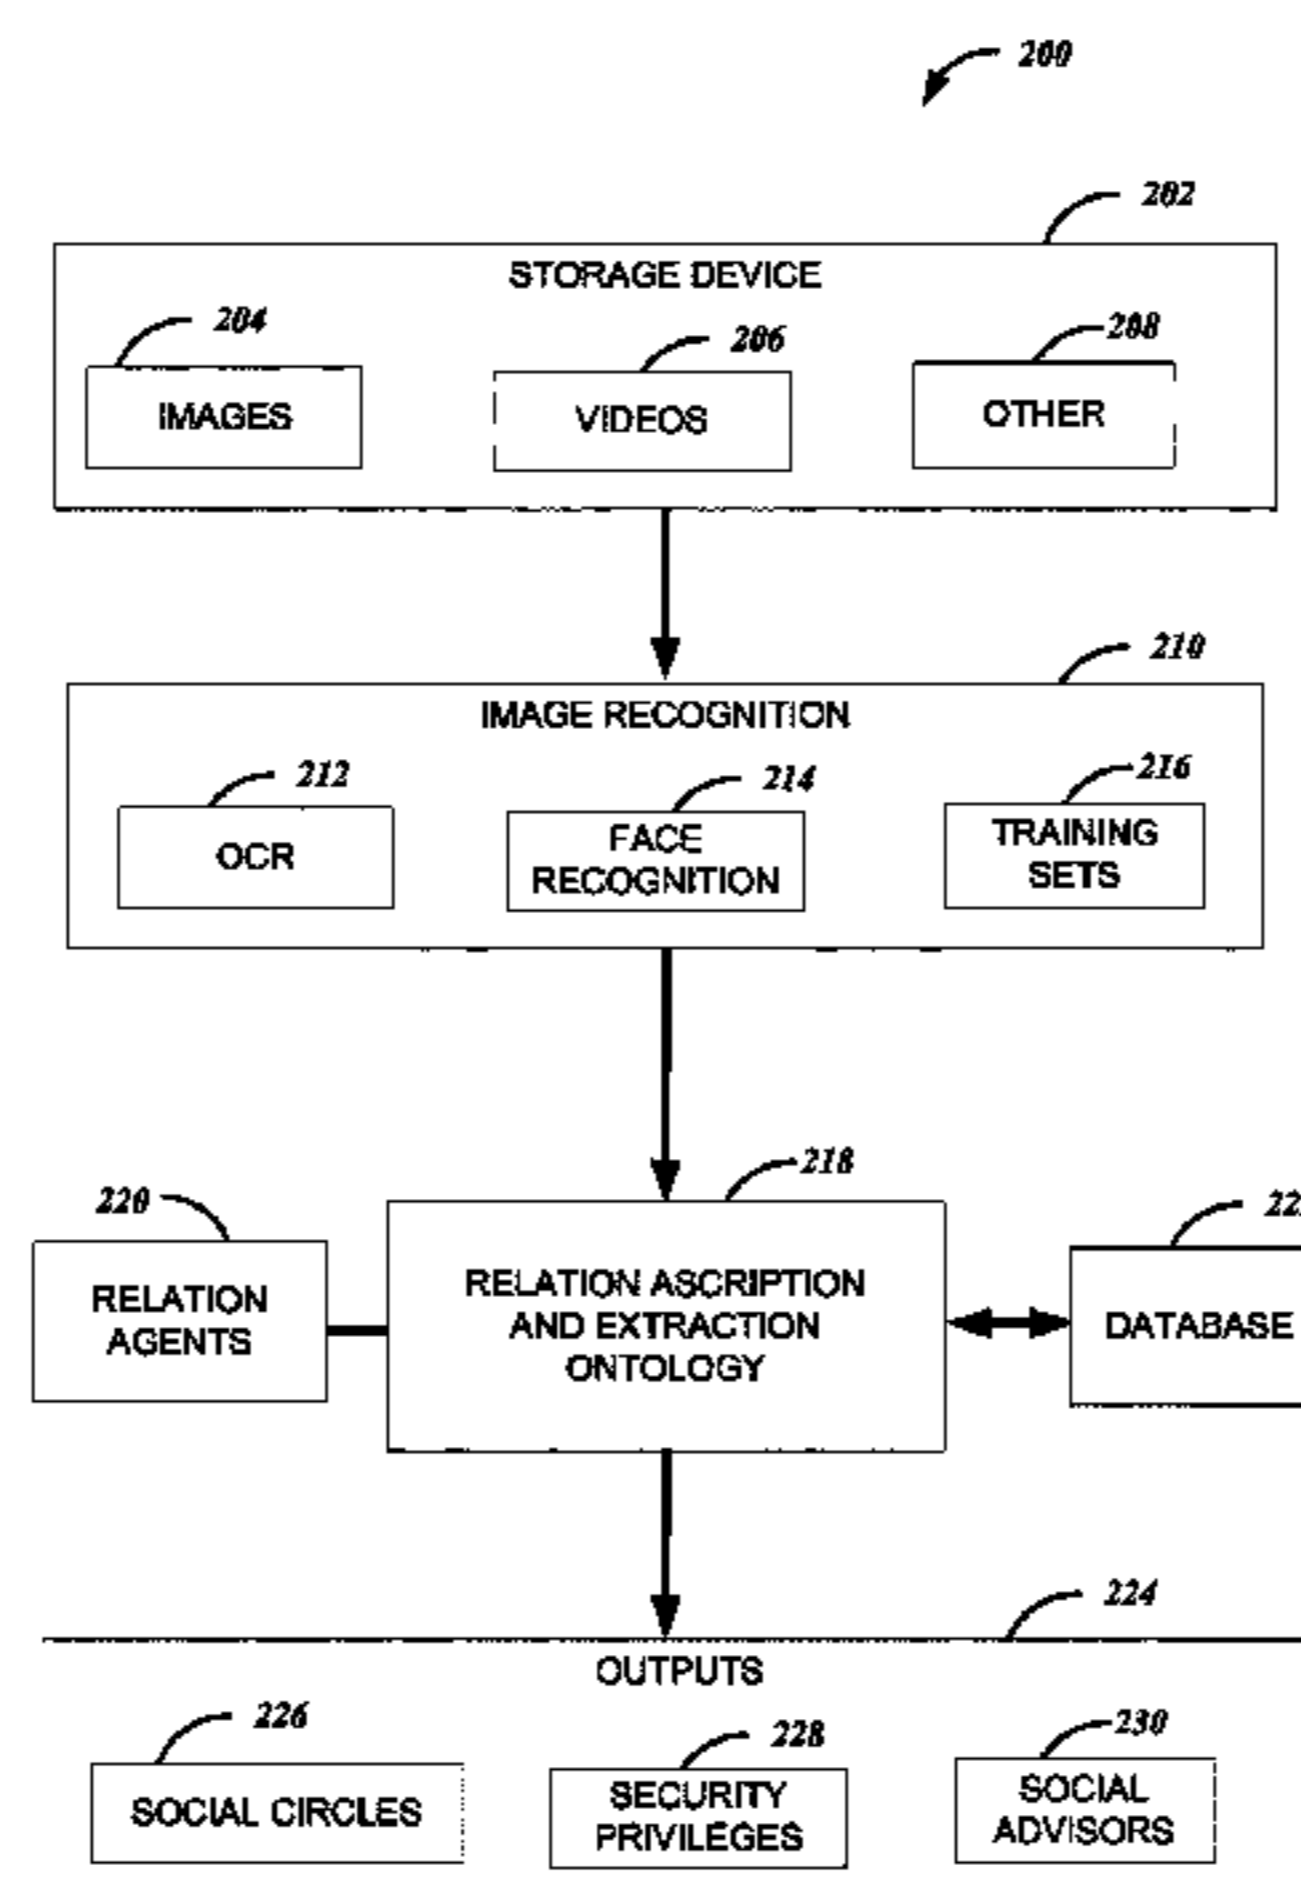 200
202
STORAGE DEVICE
204
206
208
IMAGES
VIDEOS
OTHER
210
IMAGE RECOGNITION
212
214
216
OCR
FACE
RECOGNITION
TRAINING
SETS
218
220
RELATION
AGENTS
RELATION ASCRIPTION
AND EXTRACTION
ONTOLOGY
DATABASE
224
OUTPUTS
226
228
230
SOCIAL CIRCLES
SECURITY
PRIVILEGES
SOCIAL
ADVISORS